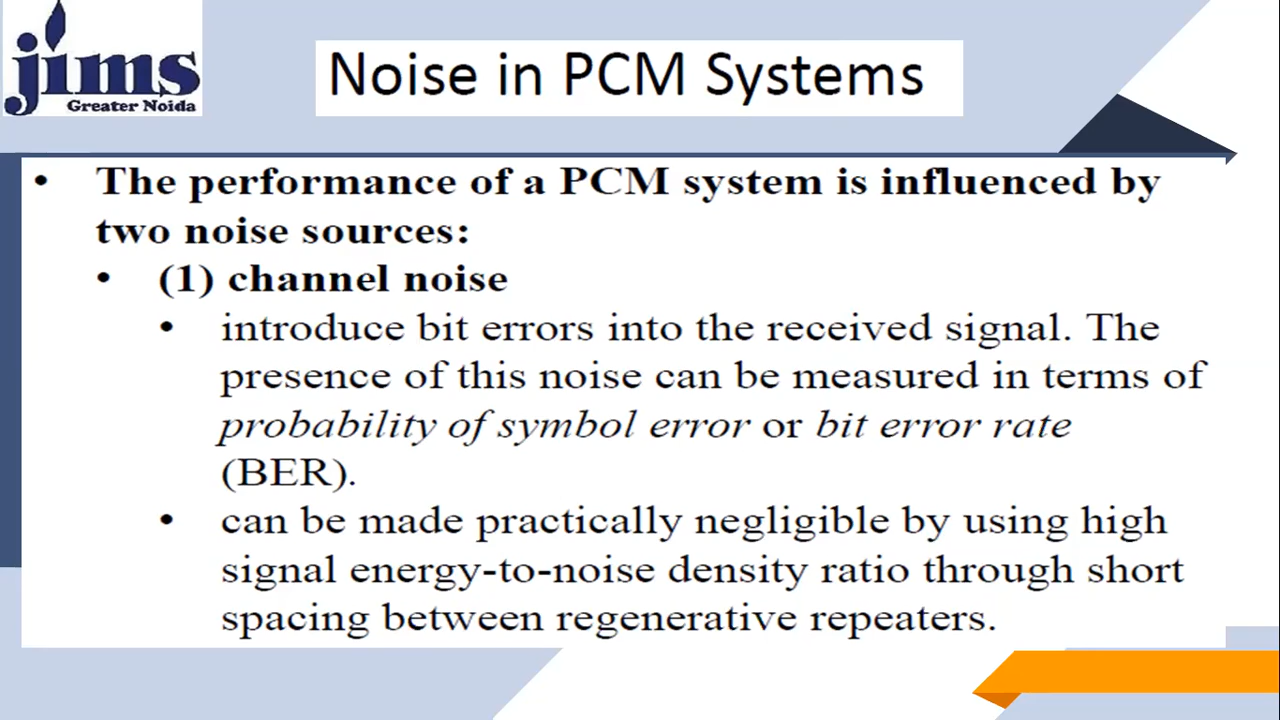 jims
Greater Noida
Noise in PCM Systems
• The performance of a PCM system is influenced by
two noise sources:
• (1) channel noise
• introduce bit errors into the received signal. The
presence of this noise can be measured in terms of
probability of symbol error or bit error rate
(BER).
• can be made practically negligible by using high
signal energy-to-noise density ratio through short
spacing between regenerative repeaters.